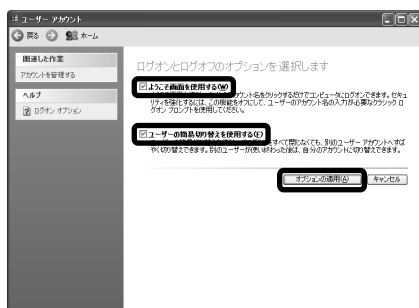 ユーザー アカウント
戻る ホーム
関連した作業
アカウントを管理する
ヘルプ
ログオン オプション
ログオンとログオフのオプションを選択します
ようこそ画面を使用する(W)
アカウント名をクリックするだけでコンピュータにログオンできます。セキュ
リティを強化するには、この機能をオフにして、ユーザーのアカウント名の入力が必要なクラシック ロ
グオン プロンプトを使用してください。
ユーザーの簡易切り替えを使用する(F)
をすべて閉じなくても、別のユーザー アカウントへすば
やく切り替えできます。別のユーザーが使い終わった後は、自分のアカウントに切り替えできます。
オプションの適用(A) キャンセル